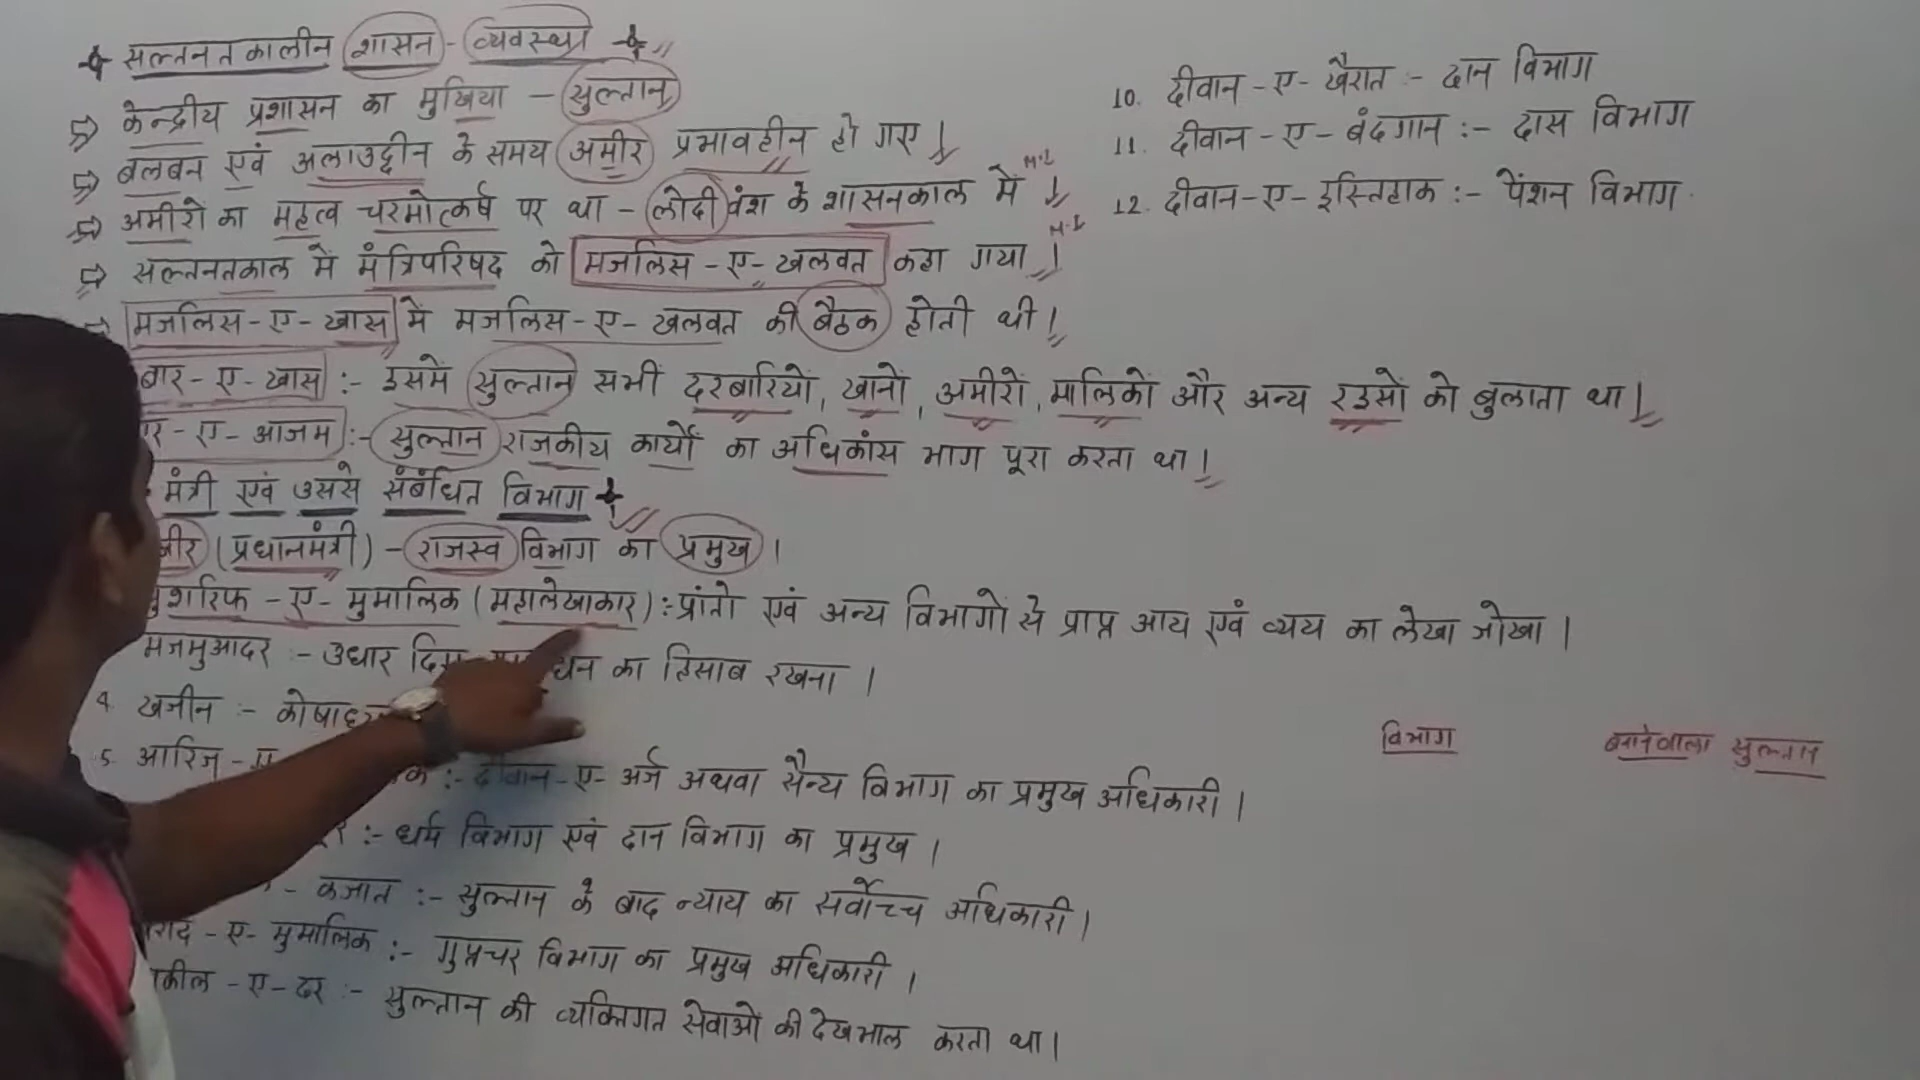 सल्तनतकालीन शासन - व्यवस्था
केन्द्रीय प्रशासन का मुखिया - सुल्तान
बलबन एवं अलाउद्दीन के समय अमीर प्रभावहीन हो गए।
अमीरों का महत्व चरमोत्कर्ष पर था - लोदी वंश के शासनकाल में।
सल्तनतकाल में मंत्रिपरिषद को मजलिस-ए-खलवत कहा गया।
मजलिस-ए-खास में मजलिस-ए-खलवत की बैठक होती थी।
बार-ए-खास :- इसमें सुल्तान सभी दरबारियों, खानों, अमीरों, मालिकों और अन्य रइसों को बुलाता था।
र-ए-आजम :- सुल्तान राजकीय कार्यों का अधिकांस भाग पूरा करता था।
मंत्री एवं उससे संबंधित विभाग
(प्रधानमंत्री) - राजस्व विभाग का प्रमुख।
मुशरिफ-ए-मुमालिक (महालेखाकार) :- प्रांतो एवं अन्य विभागों से प्राप्त आय एवं व्यय का लेखा जोखा।
मजमुआदर :- उधार धन का हिसाब रखना।
4. खजीन :- कोषाध्य
5. आरिज-ए :- दीवान-ए-अर्ज अथवा सैन्य विभाग का प्रमुख अधिकारी।
:- धर्म विभाग एवं दान विभाग का प्रमुख।
- कजात :- सुल्तान के बाद न्याय का सर्वोच्च अधिकारी।
-ए-मुमालिक :- गुप्तचर विभाग का प्रमुख अधिकारी।
कील-ए-दर :- सुल्तान की व्यक्तिगत सेवाओं की देखभाल करता था।
10. दीवान-ए-खैरात :- दान विभाग
11. दीवान-ए-बंदगान :- दास विभाग
12. दीवान-ए-इस्तिहाक :- पेंशन विभाग
विभाग
बनानेवाला सुल्तान